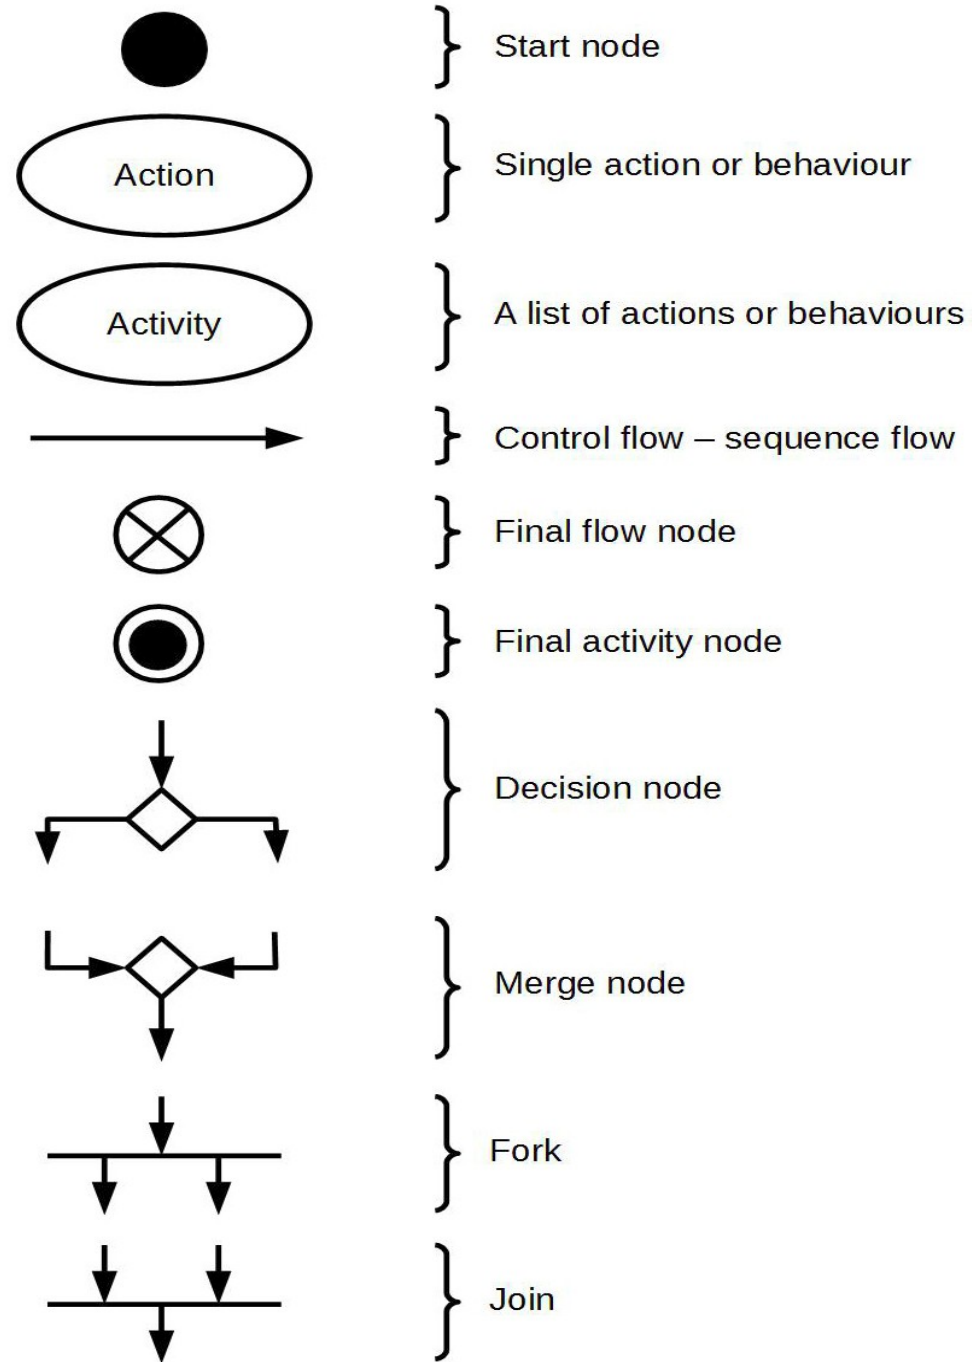 Start node
Action
Single action or behaviour
Activity
A list of actions or behaviours
Control flow – sequence flow
Final flow node
Final activity node
Decision node
Merge node
Fork
Join